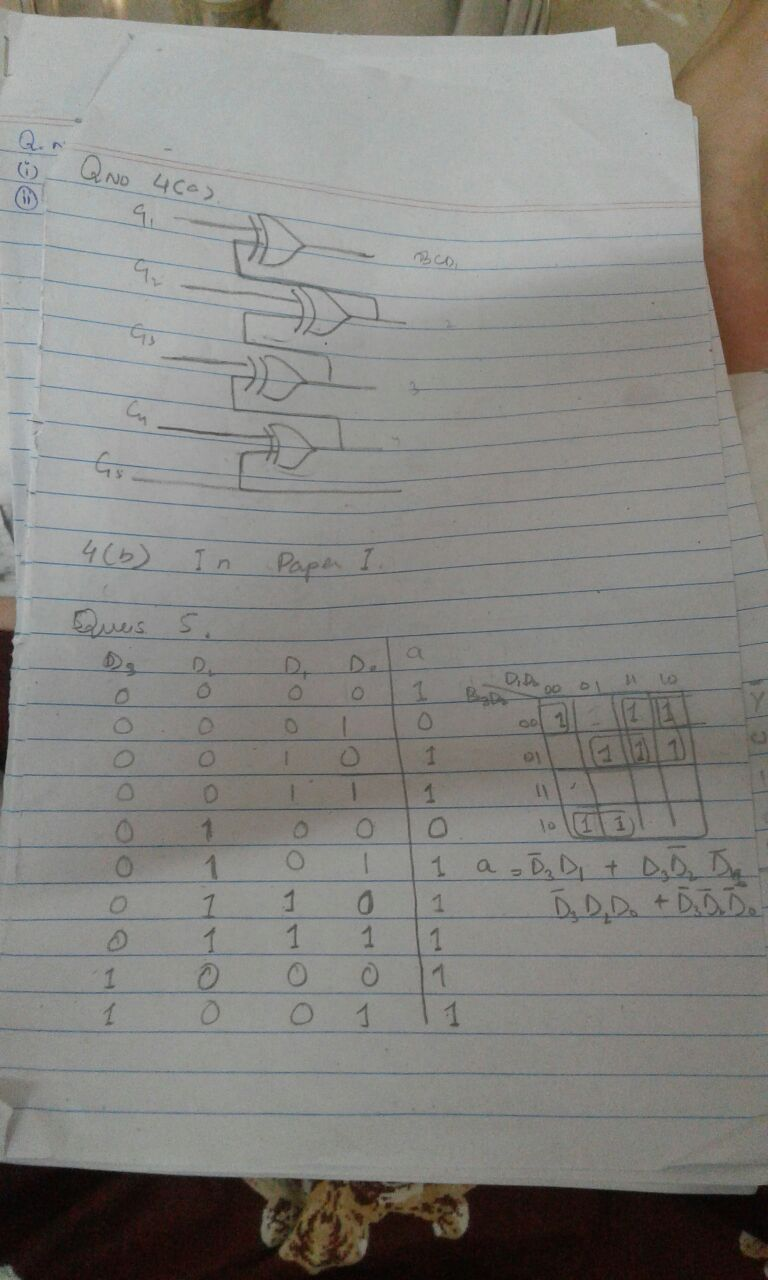 Q. n
(i)
(ii)
Q No 4(a).
G1
BCD1
G2
2
G3
3
G4
G5
4(b) In Paper I.
Ques 5.
D3 D2 D1 D0 a
0 0 0 0 1
0 0 0 1 0
0 0 1 0 1
0 0 1 1 1
0 1 0 0 0
0 1 0 1 1
0 1 1 0 1
0 1 1 1 1
1 0 0 0 1
1 0 0 1 1
D1D0 00 01 11 10
D3D2
00 1 1 1
01 1 1 1
11
10 1 1
a = D̅3D1 + D3D̅2D̅1
D̅3D2D0 + D̅3D̅2D̅0